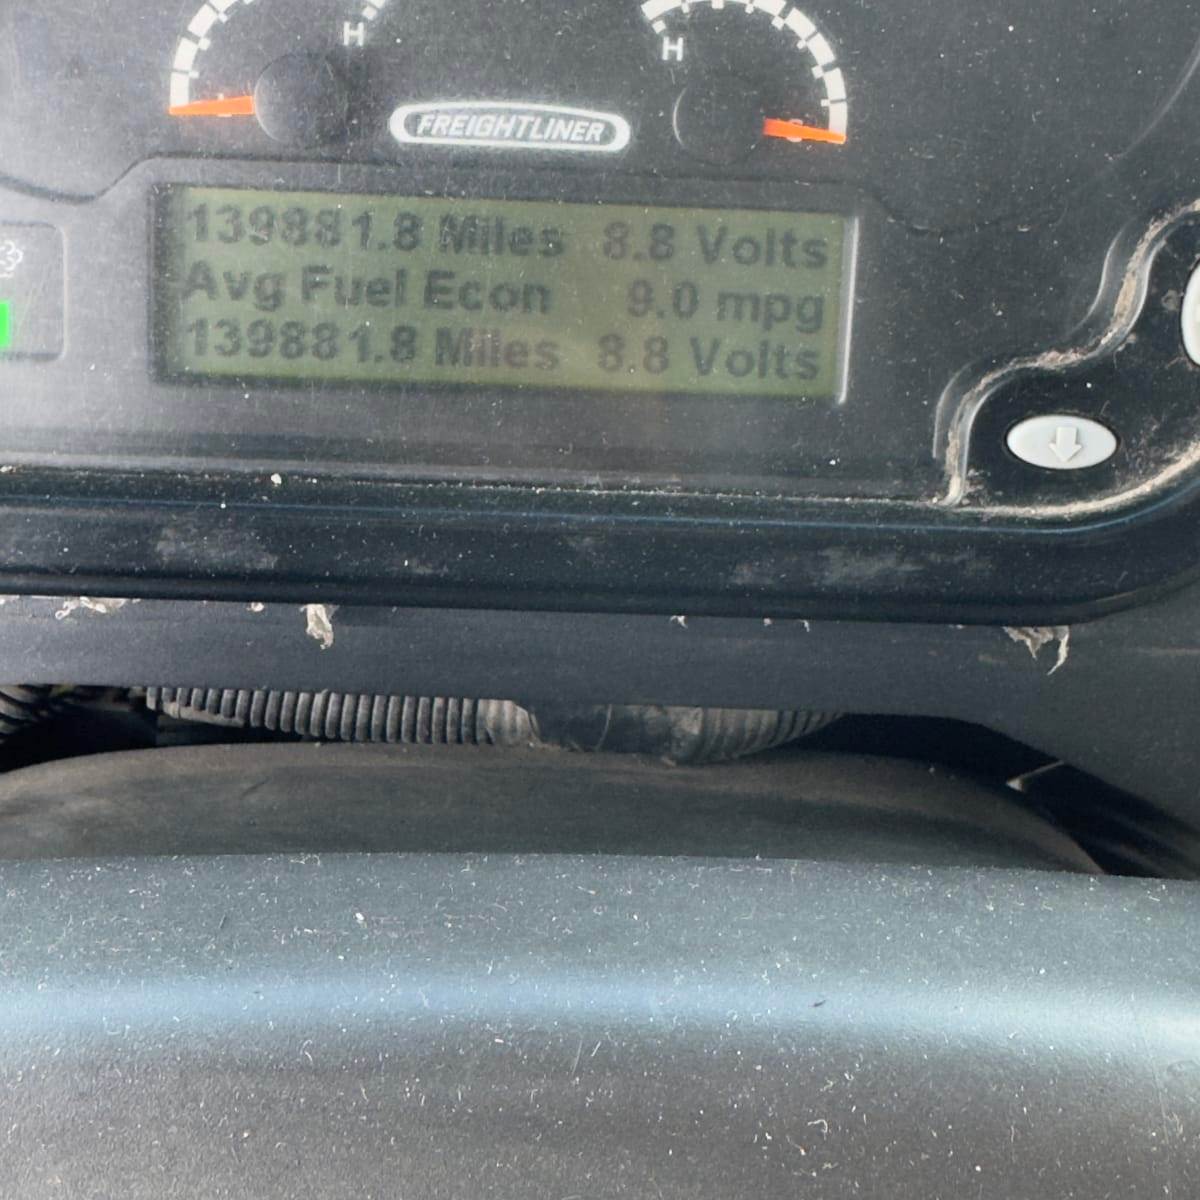 H H
FREIGHTLINER
139881.8 Miles 8.8 Volts
Avg Fuel Econ 9.0 mpg
139881.8 Miles 8.8 Volts